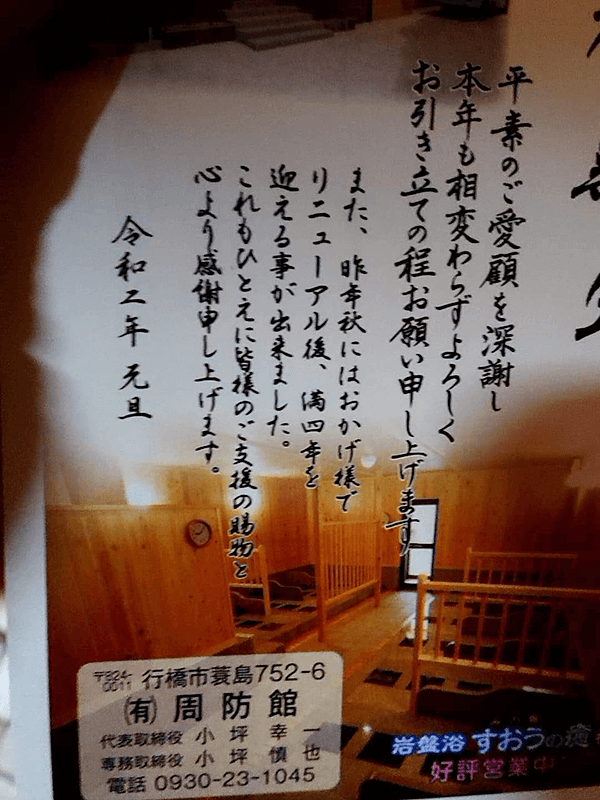 平素のご愛顧を深謝し
本年も相変わらずよろしく
お引き立ての程お願い申し上げます
また、昨年秋にはおかげ様で
リニューアル後、満四年を
迎える事が出来ました。
これもひとえに皆様のご支援の賜物と
心より感謝申し上げます。
令和二年 元旦
〒824-0011 行橋市蓑島752-6
㈲ 周防館
代表取締役 小坪 幸一
専務取締役 小坪 慎也
電話 0930-23-1045
岩盤浴 すおうの癒
好評営業中